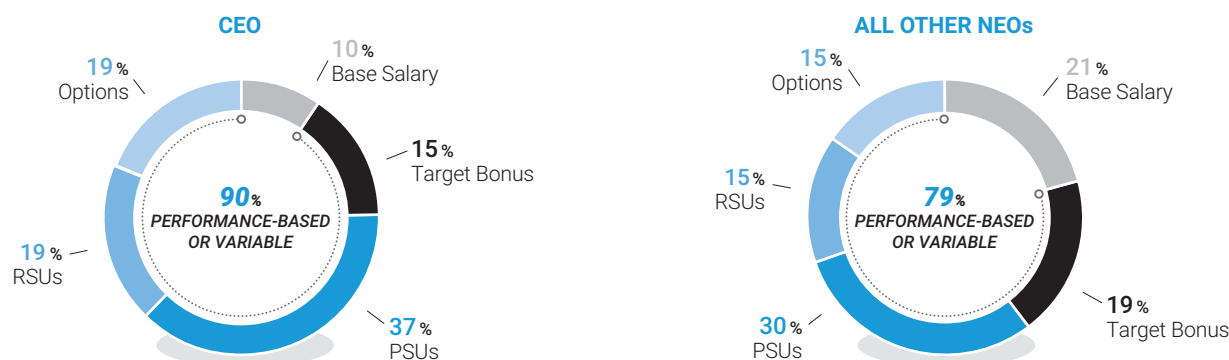 CEO
10%
Base Salary
15%
Target Bonus
37%
PSUs
19%
RSUs
19%
Options
90%
PERFORMANCE-BASED
OR VARIABLE
ALL OTHER NEOs
21%
Base Salary
19%
Target Bonus
30%
PSUs
15%
RSUs
15%
Options
79%
PERFORMANCE-BASED
OR VARIABLE